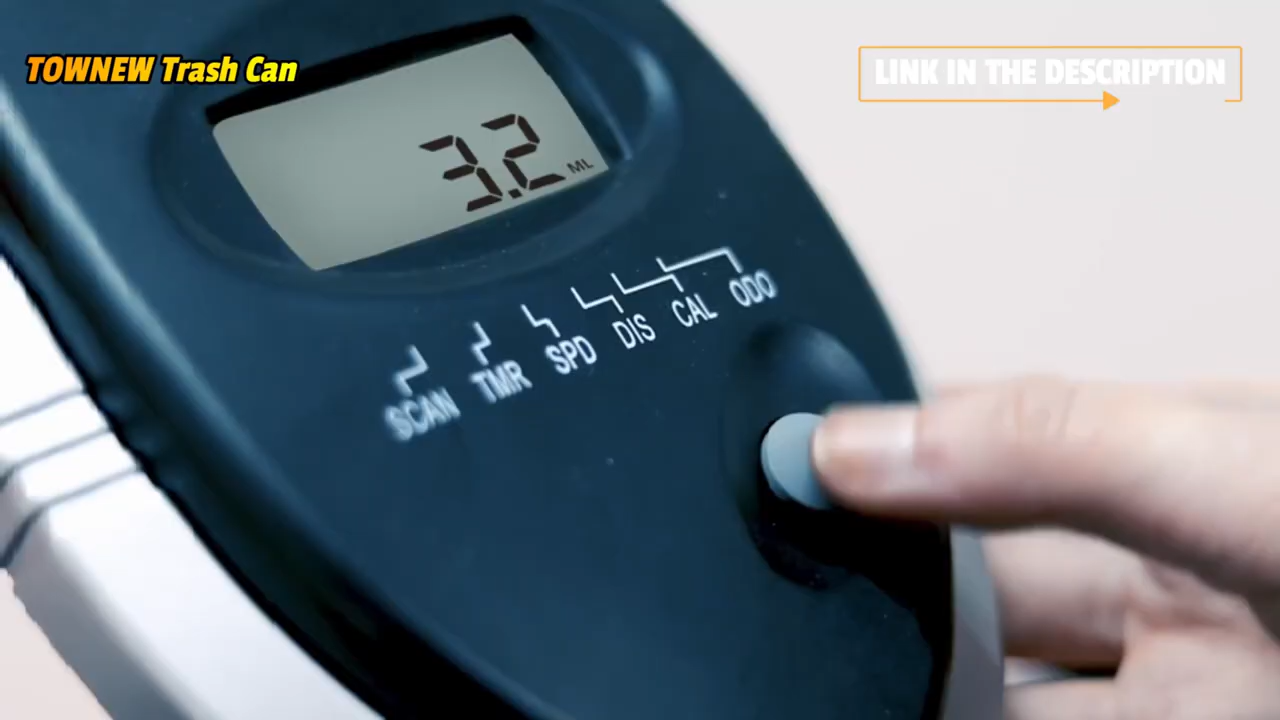 TOWNEW Trash Can
LINK IN THE DESCRIPTION
3.2 ML
SCAN TMR SPD DIS CAL ODO